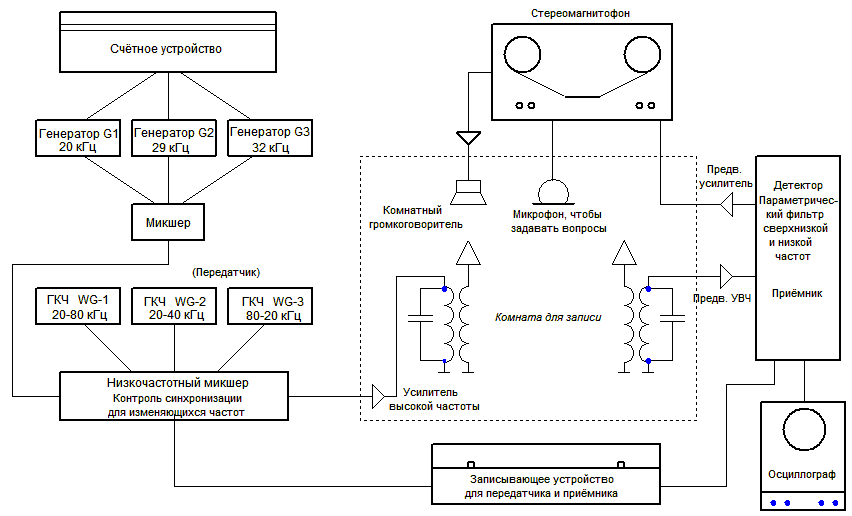 Стереомагнитофон
Счётное устройство
Генератор G1
20 кГц
Генератор G2
29 кГц
Генератор G3
32 кГц
Микшер
(Передатчик)
ГКЧ WG-1
20-80 кГц
ГКЧ WG-2
20-40 кГц
ГКЧ WG-3
80-20 кГц
Низкочастотный микшер
Контроль синхронизации
для изменяющихся частот
Комнатный
громкоговоритель
Микрофон, чтобы
задавать вопросы
Предв.
усилитель
Детектор
Параметричес-
кий фильтр
сверхнизкой
и низкой
частот
Приёмник
Предв. УВЧ
Комната для записи
Усилитель
высокой частоты
Записывающее устройство
для передатчика и приёмника
Осциллограф